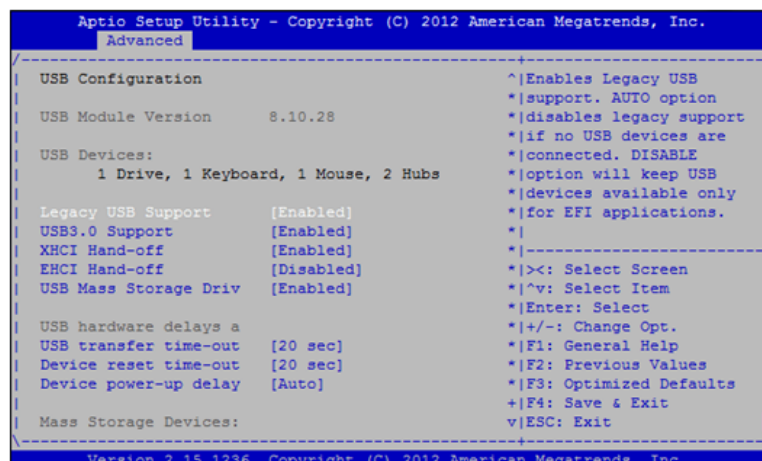 Aptio Setup Utility - Copyright (C) 2012 American Megatrends, Inc.
Advanced
/----------------------------------------------------+------------------------
| USB Configuration ^|Enables Legacy USB
| *|support. AUTO option
| USB Module Version 8.10.28 *|disables legacy support
| *|if no USB devices are
| USB Devices: *|connected. DISABLE
| 1 Drive, 1 Keyboard, 1 Mouse, 2 Hubs *|option will keep USB
| *|devices available only
| Legacy USB Support [Enabled] *|for EFI applications.
| USB3.0 Support [Enabled] *|
| XHCI Hand-off [Enabled] *|------------------------
| EHCI Hand-off [Disabled] *|><: Select Screen
| USB Mass Storage Driv [Enabled] *|^v: Select Item
| *|Enter: Select
| USB hardware delays a *|+/-: Change Opt.
| USB transfer time-out [20 sec] *|F1: General Help
| Device reset time-out [20 sec] *|F2: Previous Values
| Device power-up delay [Auto] *|F3: Optimized Defaults
| +|F4: Save & Exit
| Mass Storage Devices: v|ESC: Exit
\----------------------------------------------------+------------------------
Version 2.15.1236. Copyright (C) 2012 American Megatrends, Inc.